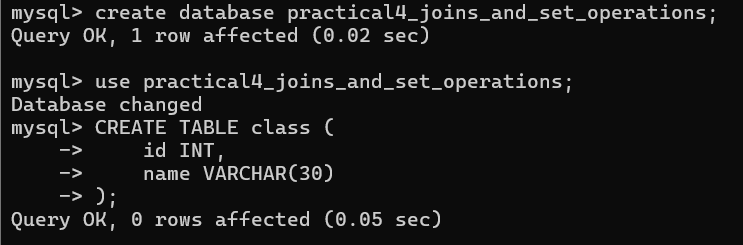 mysql> create database practical4_joins_and_set_operations;
Query OK, 1 row affected (0.02 sec)

mysql> use practical4_joins_and_set_operations;
Database changed
mysql> CREATE TABLE class (
    ->     id INT,
    ->     name VARCHAR(30)
    -> );
Query OK, 0 rows affected (0.05 sec)